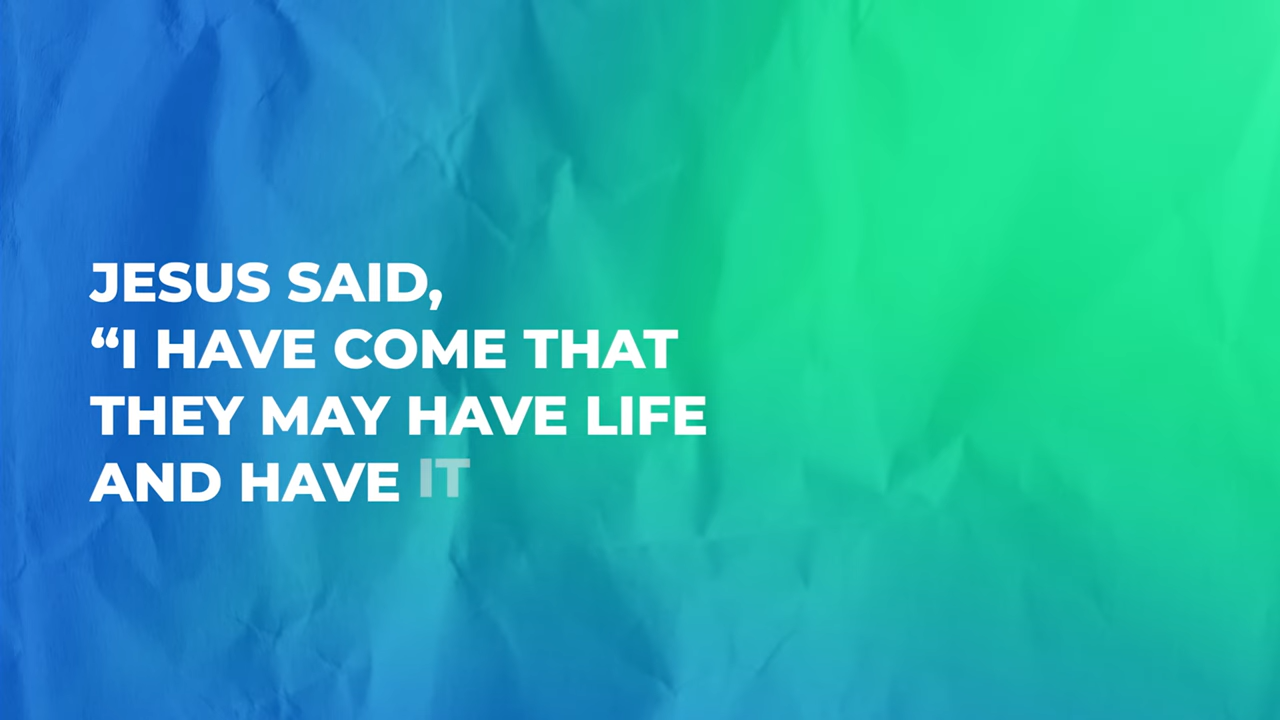 JESUS SAID,
“I HAVE COME THAT
THEY MAY HAVE LIFE
AND HAVE IT